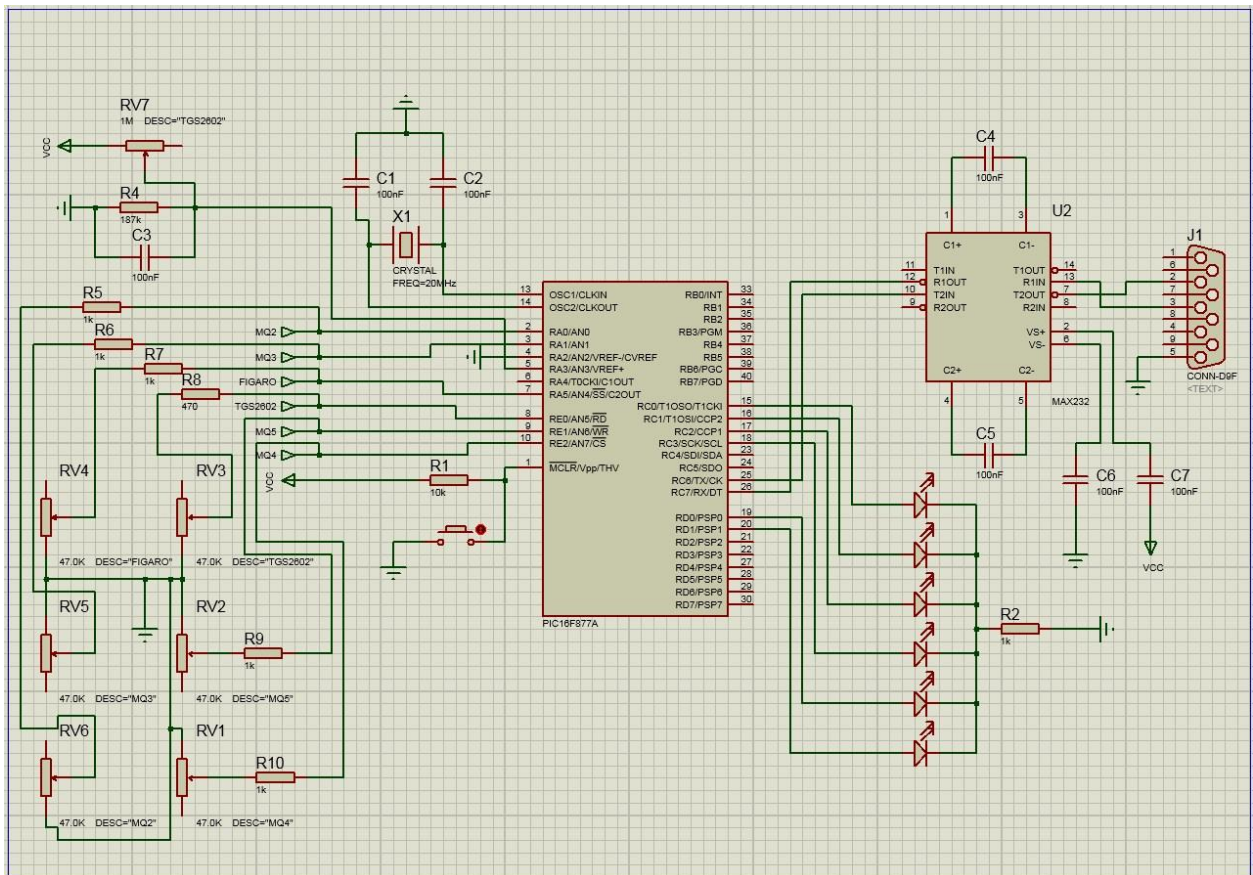 RV7
1M DESC="TGS2602"
VCC
R4
187k
C3
100nF
C1
100nF
C2
100nF
X1
CRYSTAL
FREQ=20MHz
R5
1k
R6
1k
R7
1k
R8
470
MQ2
MQ3
FIGARO
TGS2602
MQ5
MQ4
VCC
R1
10k
13 OSC1/CLKIN
14 OSC2/CLKOUT
2 RA0/AN0
3 RA1/AN1
4 RA2/AN2/VREF-/CVREF
5 RA3/AN3/VREF+
6 RA4/T0CKI/C1OUT
7 RA5/AN4/SS/C2OUT
8 RE0/AN5/RD
9 RE1/AN6/WR
10 RE2/AN7/CS
1 MCLR/Vpp/THV
RB0/INT 33
RB1 34
RB2 35
RB3/PGM 36
RB4 37
RB5 38
RB6/PGC 39
RB7/PGD 40
RC0/T1OSO/T1CKI 15
RC1/T1OSI/CCP2 16
RC2/CCP1 17
RC3/SCK/SCL 18
RC4/SDI/SDA 23
RC5/SDO 24
RC6/TX/CK 25
RC7/RX/DT 26
RD0/PSP0 19
RD1/PSP1 20
RD2/PSP2 21
RD3/PSP3 22
RD4/PSP4 27
RD5/PSP5 28
RD6/PSP6 29
RD7/PSP7 30
PIC16F877A
RV4
47.0K DESC="FIGARO"
RV3
47.0K DESC="TGS2602"
RV5
47.0K DESC="MQ3"
RV2
47.0K DESC="MQ5"
R9
1k
RV6
47.0K DESC="MQ2"
RV1
47.0K DESC="MQ4"
R10
1k
C4
100nF
U2
1
3
C1+
C1-
11 T1IN
12 R1OUT
10 T2IN
9 R2OUT
T1OUT 14
R1IN 13
T2OUT 7
R2IN 8
VS+ 2
VS- 6
C2+
C2-
4
5
MAX232
C5
100nF
C6
100nF
C7
100nF
VCC
J1
1
6
2
7
3
8
4
9
5
CONN-D9F
<TEXT>
R2
1k